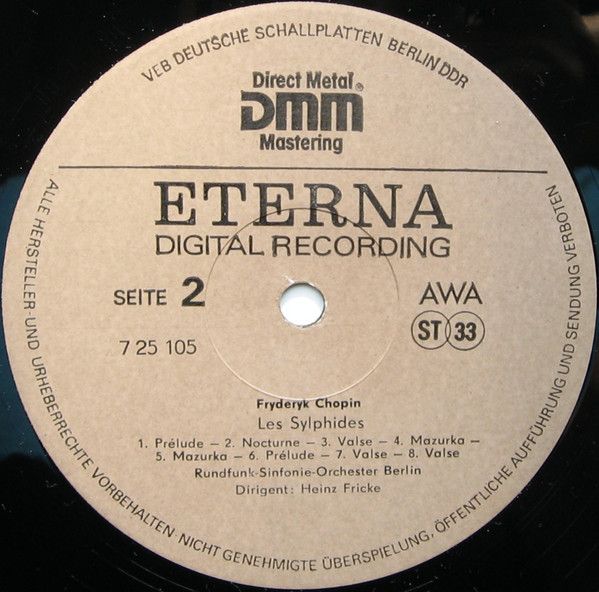 VEB DEUTSCHE SCHALLPLATTEN BERLIN DDR
Direct Metal®
DMM
Mastering
ETERNA
DIGITAL RECORDING
SEITE 2
AWA
7 25 105
ST 33
Fryderyk Chopin
Les Sylphides
1. Prélude – 2. Nocturne – 3. Valse – 4. Mazurka –
5. Mazurka – 6. Prélude – 7. Valse – 8. Valse
Rundfunk-Sinfonie-Orchester Berlin
Dirigent: Heinz Fricke
ALLE HERSTELLER- UND URHEBERRECHTE VORBEHALTEN · NICHT GENEHMIGTE ÜBERSPIELUNG, ÖFFENTLICHE AUFFÜHRUNG UND SENDUNG VERBOTEN